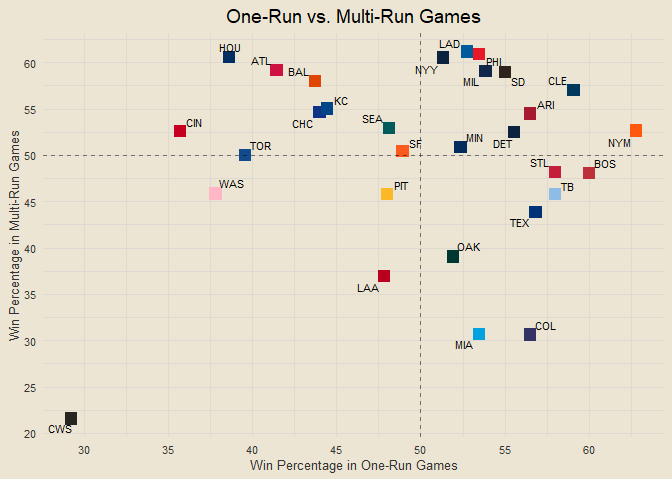 One-Run vs. Multi-Run Games
HOU
LAD
ATL
PHI
NYY
BAL
MIL
SD
CLE
KC
ARI
CHC
SEA
CIN
MIN
DET
NYM
TOR
SF
STL
BOS
WAS
PIT
TB
TEX
OAK
LAA
COL
MIA
CWS
Win Percentage in Multi-Run Games
60
55
50
45
40
35
30
25
20
30
35
40
45
50
55
60
Win Percentage in One-Run Games